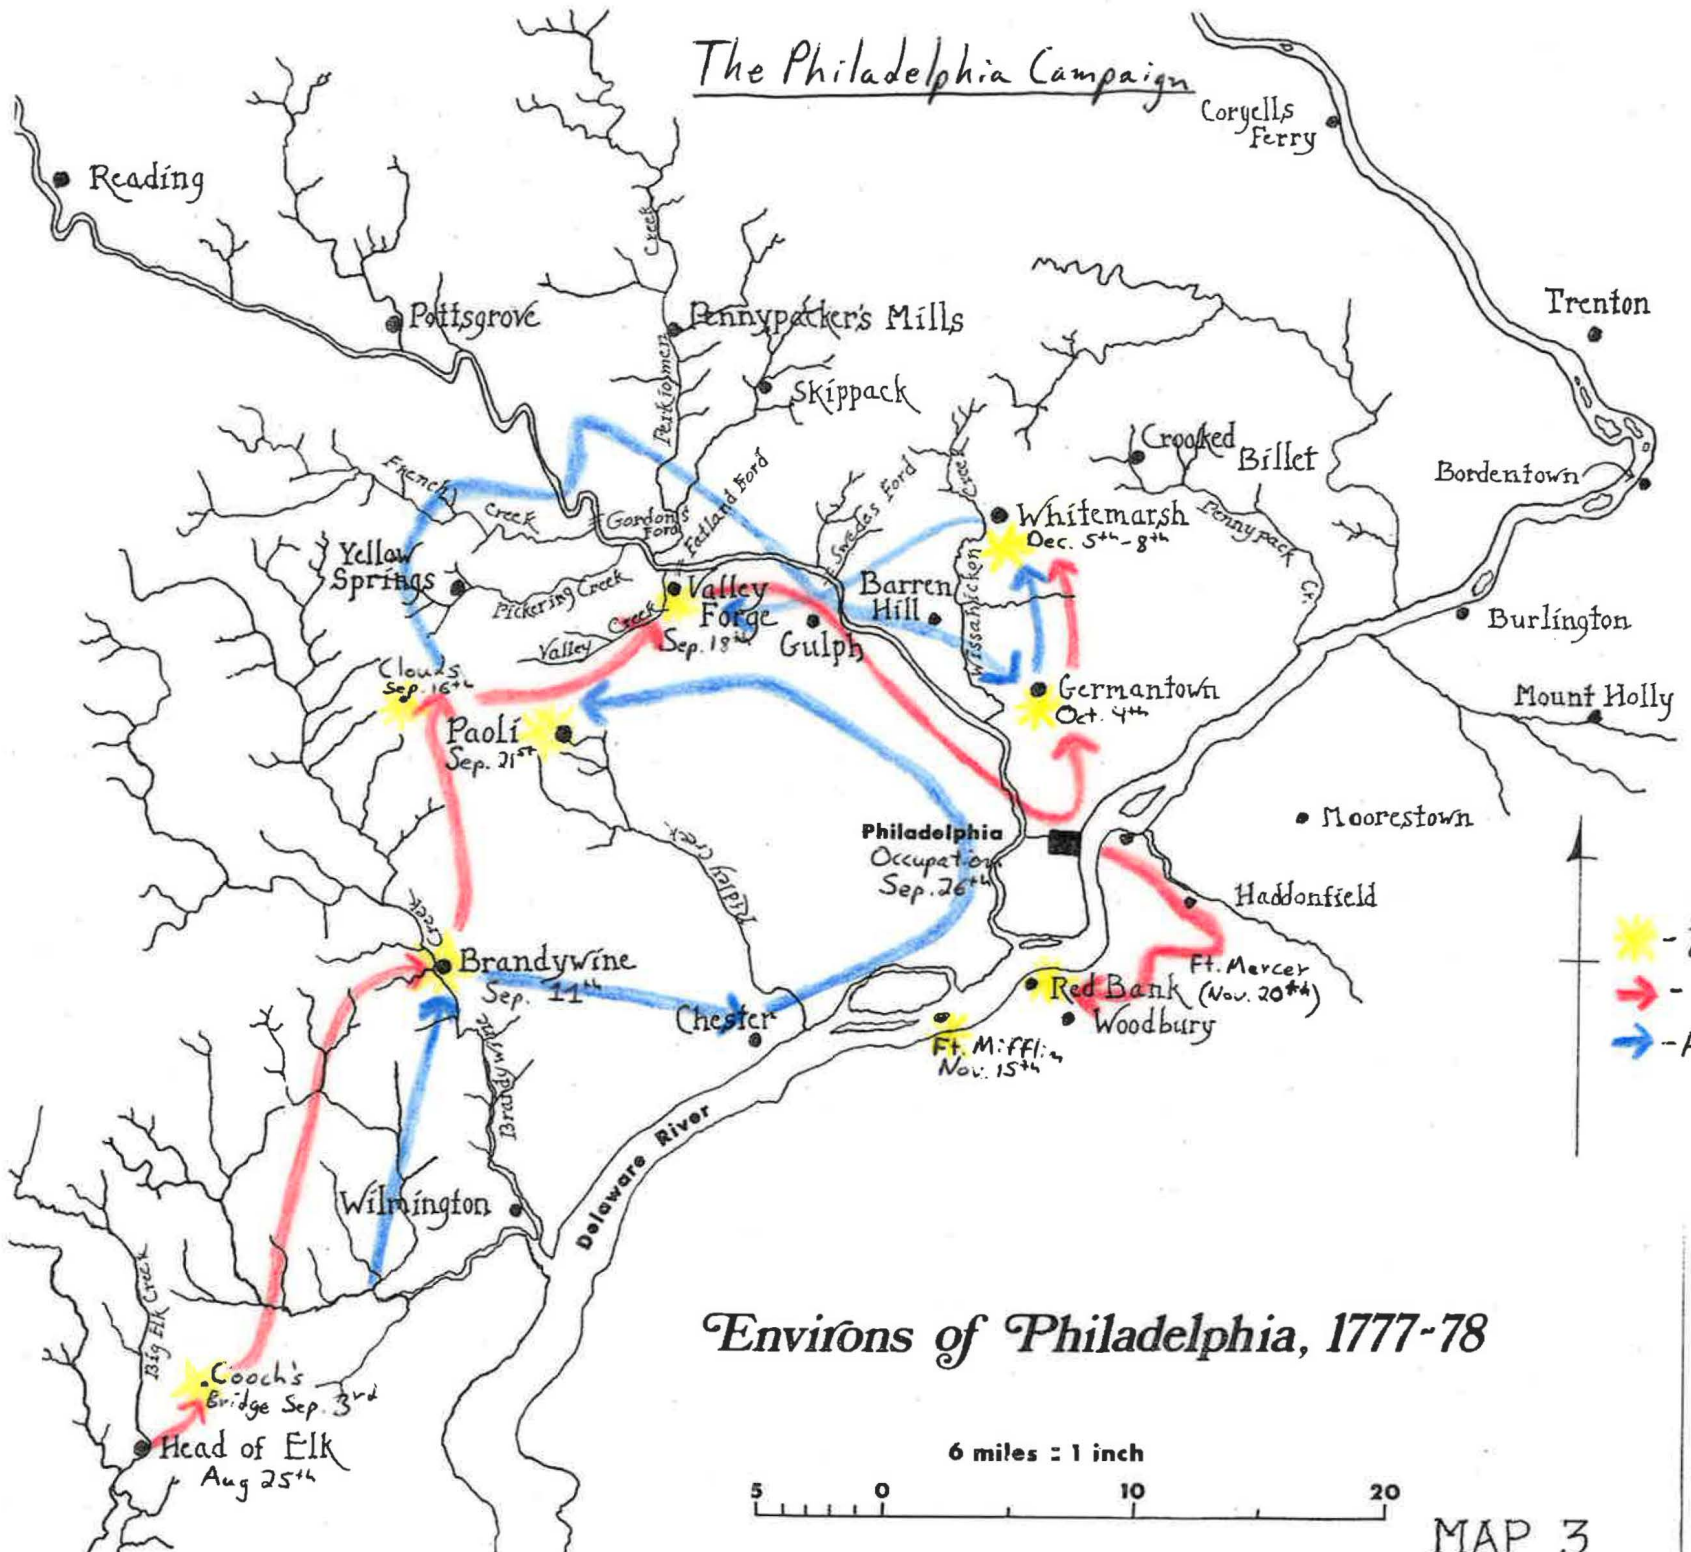 The Philadelphia Campaign
Coryells
Ferry
Reading
Creek
Trenton
Pottsgrove
Pennypacker's Mills
Perkiomen
Skippack
Crooked
Billet
Bordentown
French
Creek
Gordon's
Ford
Fatland Ford
Swedes Ford
Creek
Whitemarsh
Dec. 5th-8th
Pennypack
Cr.
Yellow
Springs
Pickering Creek
Valley
Forge
Sep. 18th
Valley
Creek
Gulph
Barren
Hill
Wissahickon
Burlington
Clouds
Sep. 16th
Germantown
Oct. 4th
Mount Holly
Paoli
Sep. 21st
Ridley Creek
Philadelphia
Occupation
Sep. 26th
Moorestown
Haddonfield
Creek
Brandywine
Sep. 11th
Brandywine
Chester
Red Bank
Ft. Mercer
(Nov. 20th)
Woodbury
Ft. Mifflin
Nov. 15th
-
-
- A
Delaware River
Wilmington
Big Elk Creek
Environs of Philadelphia, 1777-78
Cooch's
Bridge Sep. 3rd
Head of Elk
Aug 25th
6 miles = 1 inch
5 0 10 20
MAP 3